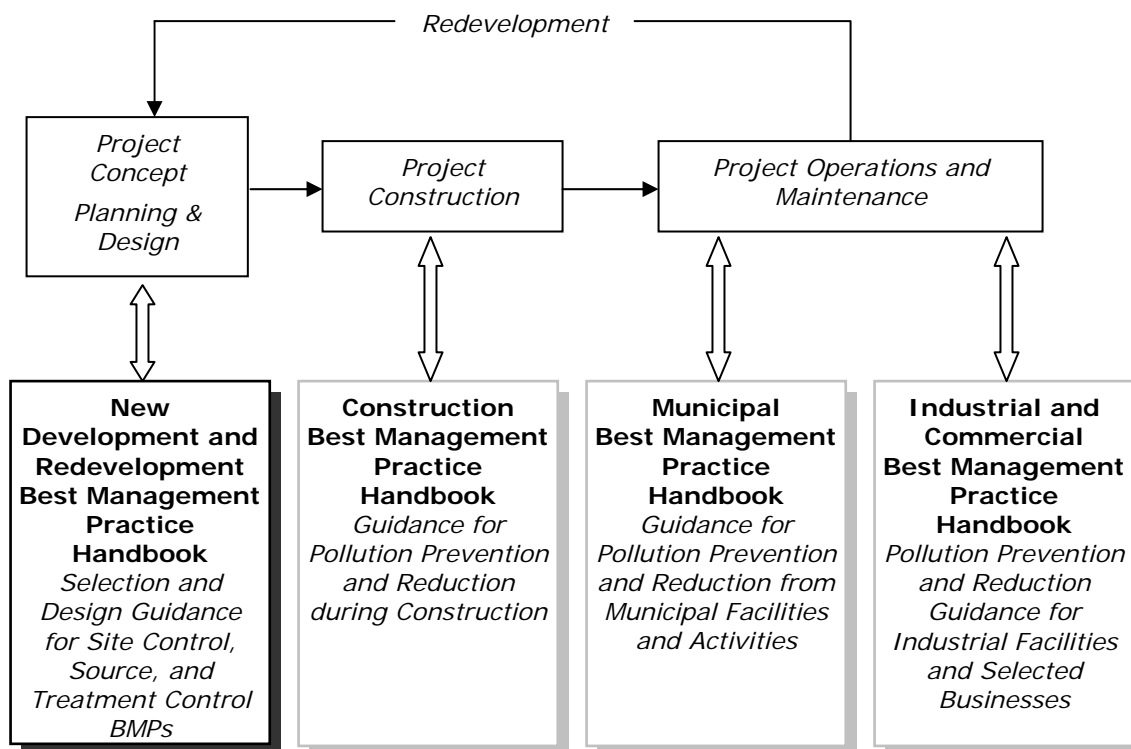 Redevelopment
Project
Concept
Planning &
Design
Project
Construction
Project Operations and
Maintenance
New
Development and
Redevelopment
Best Management
Practice
Handbook
Selection and
Design Guidance
for Site Control,
Source, and
Treatment Control
BMPs
Construction
Best Management
Practice
Handbook
Guidance for
Pollution Prevention
and Reduction
during Construction
Municipal
Best Management
Practice
Handbook
Guidance for
Pollution Prevention
and Reduction from
Municipal Facilities
and Activities
Industrial and
Commercial
Best Management
Practice
Handbook
Pollution Prevention
and Reduction
Guidance for
Industrial Facilities
and Selected
Businesses